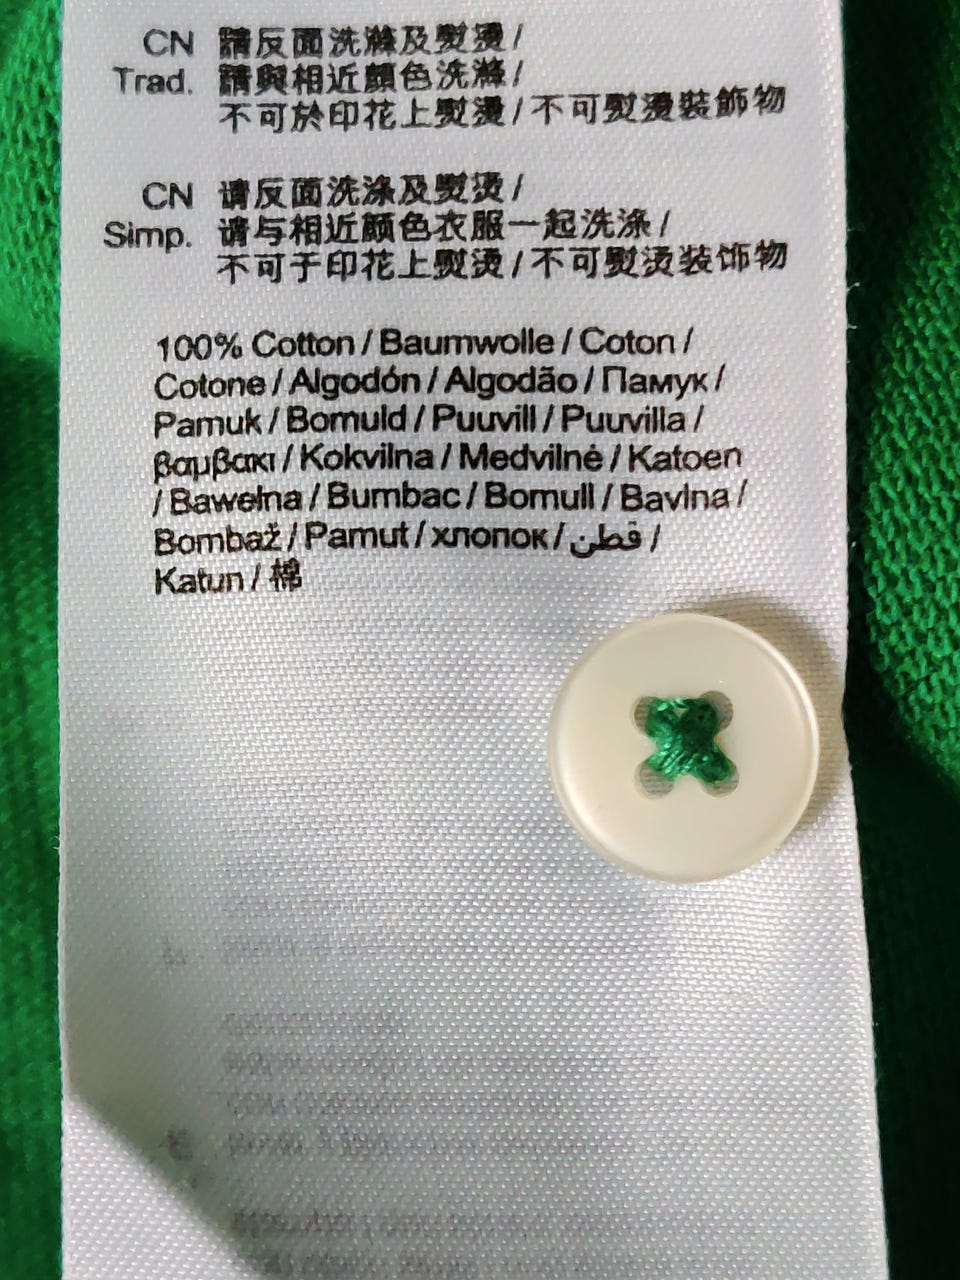 CN 請反面洗滌及熨燙/
Trad. 請與相近顏色洗滌/
不可於印花上熨燙/不可熨燙裝飾物
CN 请反面洗涤及熨烫/
Simp. 请与相近颜色衣服一起洗涤/
不可于印花上熨烫/不可熨烫装饰物
100% Cotton / Baumwolle / Coton /
Cotone / Algodón / Algodão / Памук /
Pamuk / Bomuld / Puuvill / Puuvilla /
βαμβακι / Kokvilna / Medvilnė / Katoen
/ Bawełna / Bumbac / Bomull / Bavlna /
Bombaž / Pamut / хлопок / قطن /
Katun / 棉